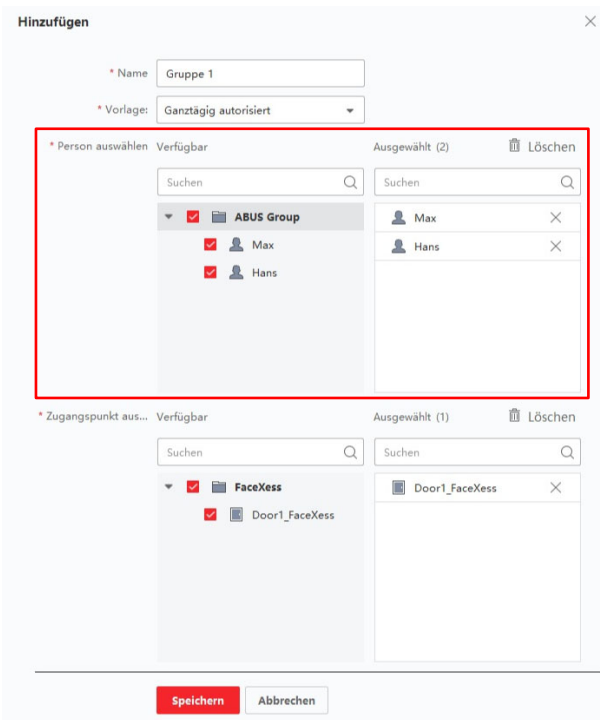 Hinzufügen
* Name Gruppe 1
* Vorlage: Ganztägig autorisiert
* Person auswählen Verfügbar Ausgewählt (2) Löschen
Suchen Suchen
ABUS Group Max
Max Hans
Hans
* Zugangspunkt aus... Verfügbar Ausgewählt (1) Löschen
Suchen Suchen
FaceXess Door1_FaceXess
Door1_FaceXess
Speichern Abbrechen